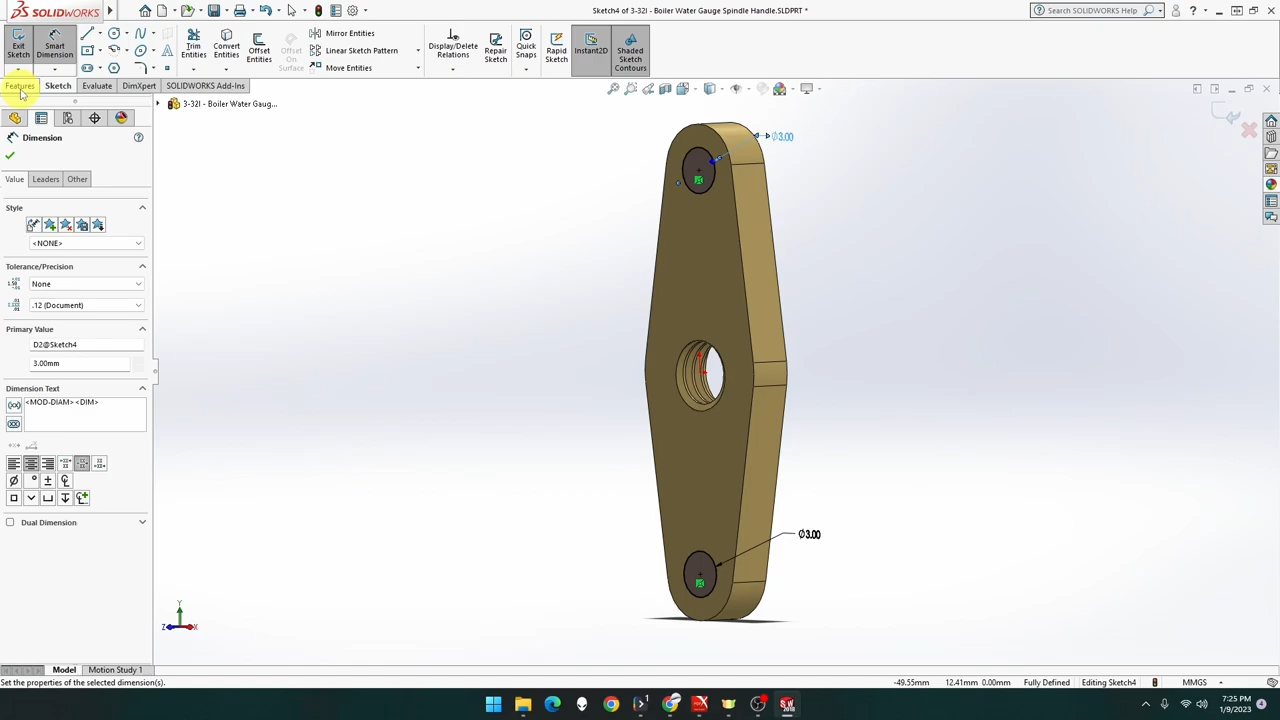 SOLIDWORKS
Sketch4 of 3-32I - Boiler Water Gauge Spindle Handle.SLDPRT *
Search SOLIDWORKS Help
Exit Sketch
Smart Dimension
Trim Entities
Convert Entities
Offset Entities
Offset On Surface
Mirror Entities
Linear Sketch Pattern
Move Entities
Display/Delete Relations
Repair Sketch
Quick Snaps
Rapid Sketch
Instant2D
Shaded Sketch Contours
Features
Sketch
Evaluate
DimXpert
SOLIDWORKS Add-Ins
3-32I - Boiler Water Gaug...
Dimension
Value
Leaders
Other
Style
<NONE>
Tolerance/Precision
None
.12 (Document)
Primary Value
D2@Sketch4
3.00mm
Dimension Text
<MOD-DIAM><DIM>
Dual Dimension
Ø3.00
Ø3.00
Y
Z
X
Model
Motion Study 1
Set the properties of the selected dimension(s).
-49.55mm
12.41mm 0.00mm
Fully Defined
Editing Sketch4
MMGS
7:25 PM
1/9/2023